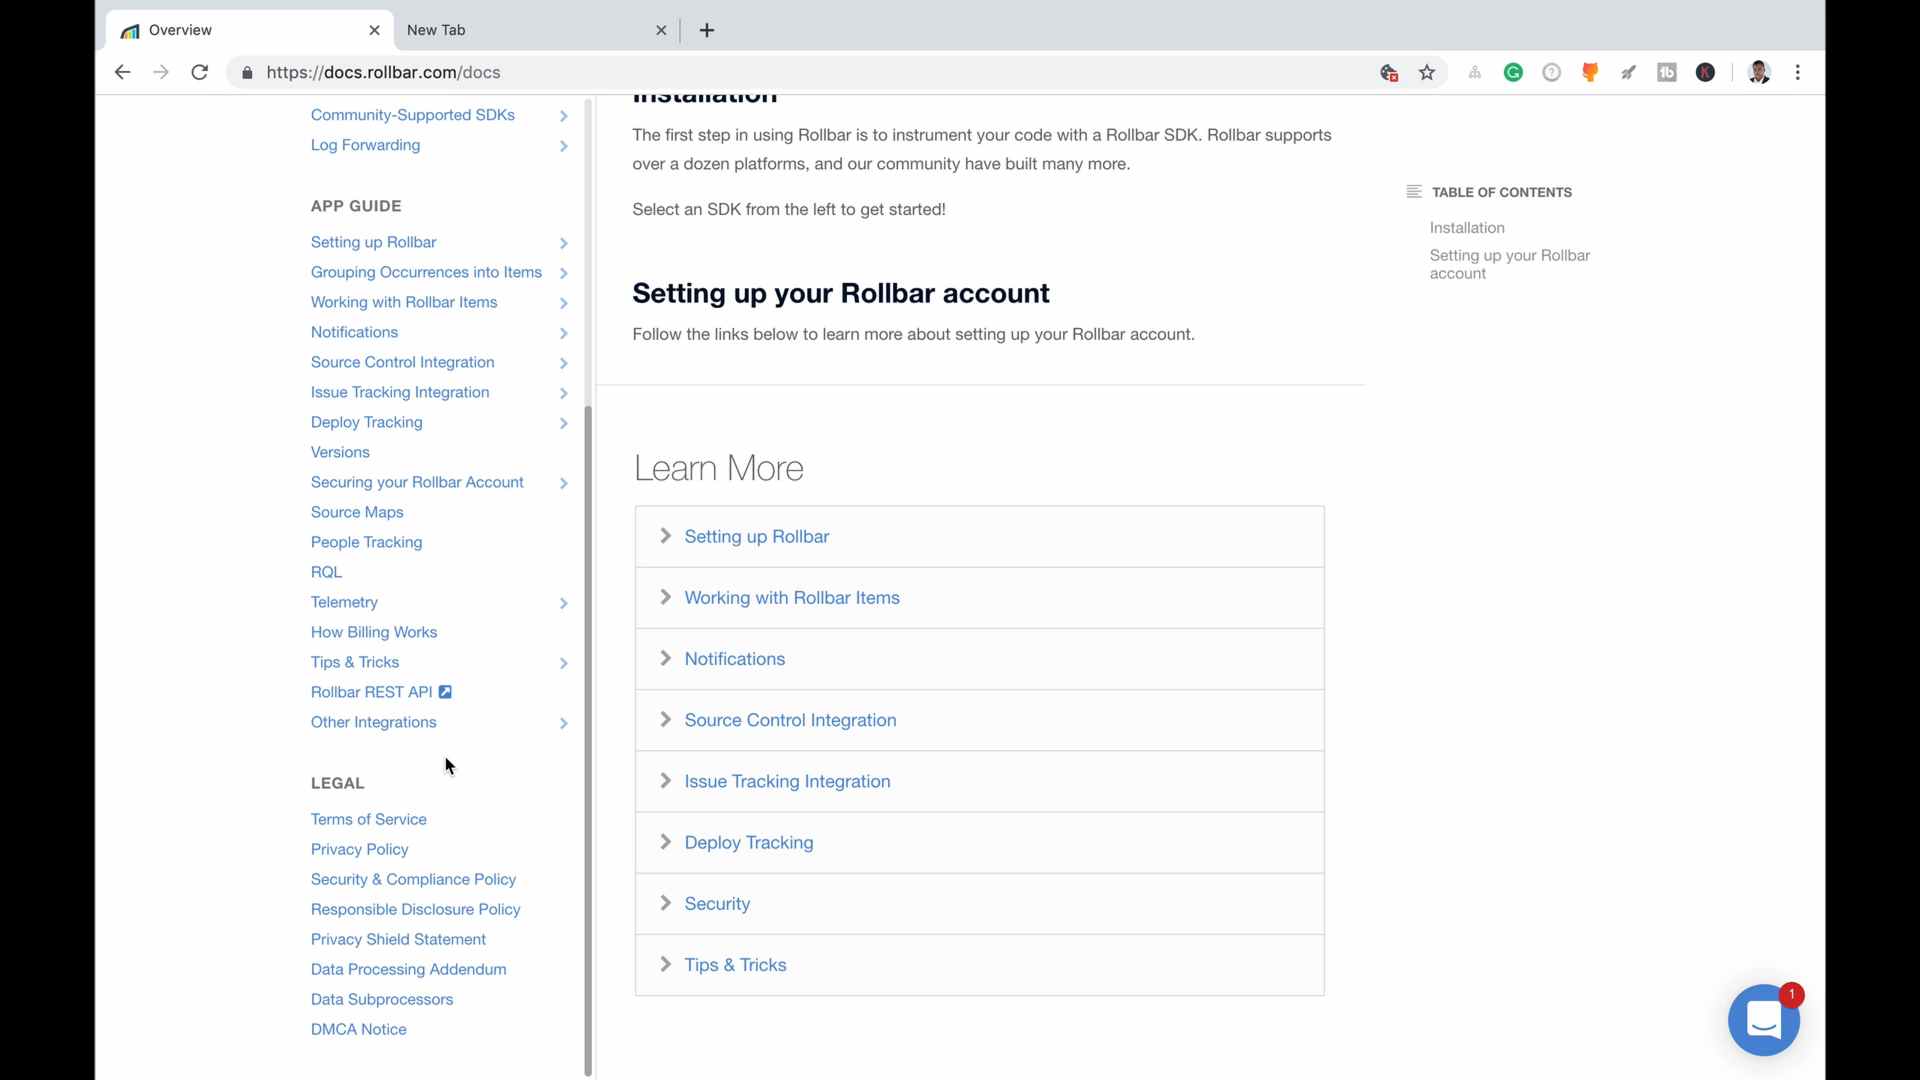 Overview
New Tab
https://docs.rollbar.com/docs
Community-Supported SDKs
Log Forwarding
APP GUIDE
Setting up Rollbar
Grouping Occurrences into Items
Working with Rollbar Items
Notifications
Source Control Integration
Issue Tracking Integration
Deploy Tracking
Versions
Securing your Rollbar Account
Source Maps
People Tracking
RQL
Telemetry
How Billing Works
Tips & Tricks
Rollbar REST API
Other Integrations
LEGAL
Terms of Service
Privacy Policy
Security & Compliance Policy
Responsible Disclosure Policy
Privacy Shield Statement
Data Processing Addendum
Data Subprocessors
DMCA Notice
Installation
The first step in using Rollbar is to instrument your code with a Rollbar SDK. Rollbar supports
over a dozen platforms, and our community have built many more.
Select an SDK from the left to get started!
Setting up your Rollbar account
Follow the links below to learn more about setting up your Rollbar account.
Learn More
Setting up Rollbar
Working with Rollbar Items
Notifications
Source Control Integration
Issue Tracking Integration
Deploy Tracking
Security
Tips & Tricks
TABLE OF CONTENTS
Installation
Setting up your Rollbar
account
1